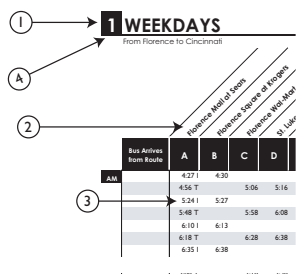 1 1 WEEKDAYS
4 From Florence to Cincinnati
2 Florence Mall at Sears
Florence Square at Krogers
Florence Wal-Mart
St. Luke
Bus Arrives from Route A B C D
AM
4:27 I 4:30
4:56 T 5:06 5:16
3 5:24 I 5:27
5:48 T 5:58 6:08
6:10 I 6:13
6:18 T 6:28 6:38
6:35 I 6:38